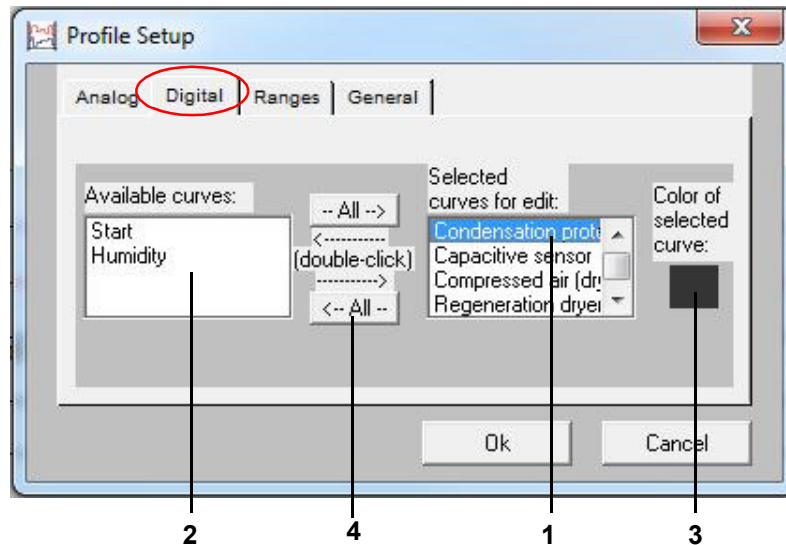 Profile Setup
Analog Digital Ranges General
Available curves:
Start
Humidity
-- All -->
<----------
(double-click)
---------->
<-- All --
Selected
curves for edit:
Condensation prote
Capacitive sensor
Compressed air (dry
Regeneration dryer
Color of
selected
curve:
Ok Cancel
2 4 1 3